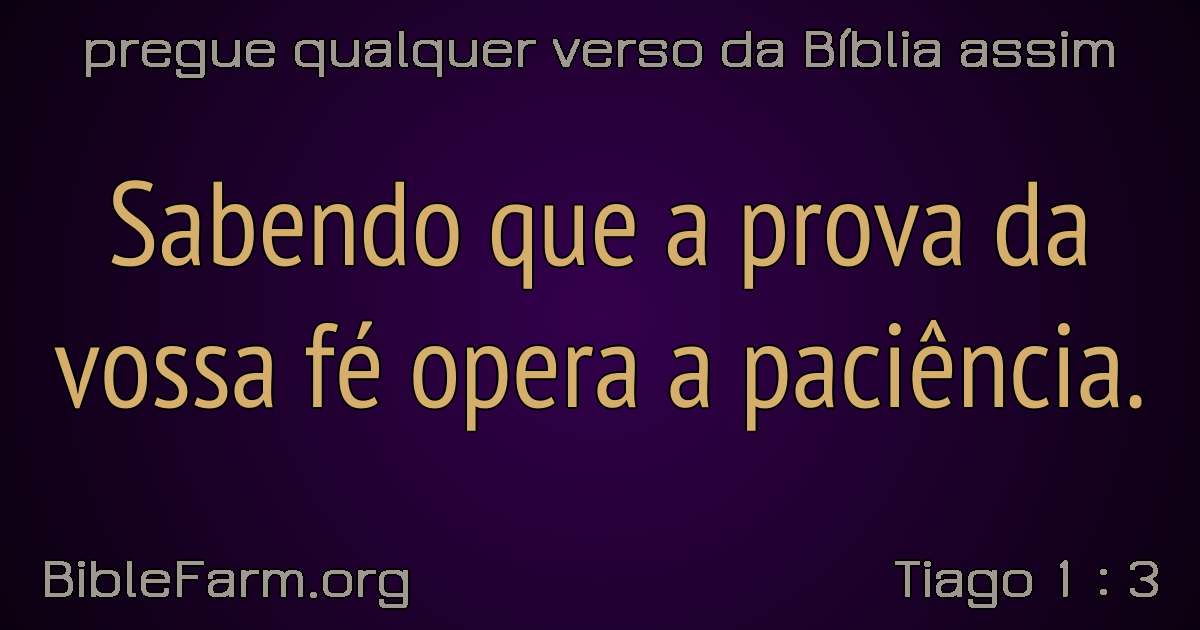 pregue qualquer verso da Bíblia assim
Sabendo que a prova da
vossa fé opera a paciência.
BibleFarm.org
Tiago 1 : 3